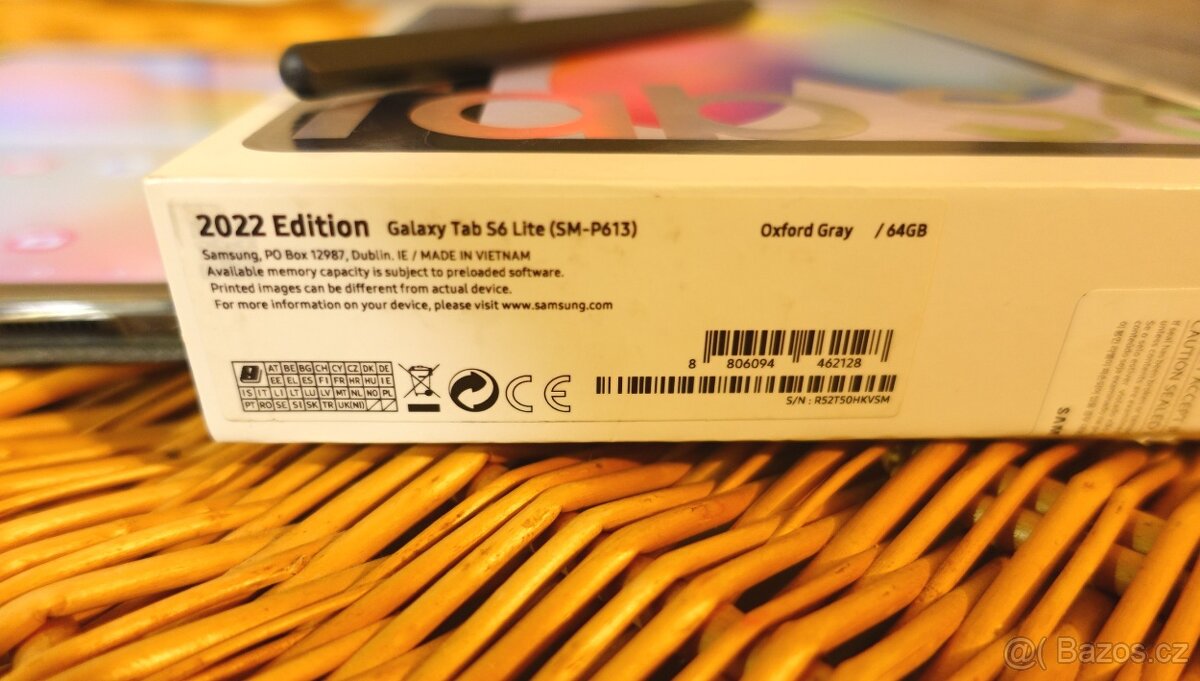 Tab S6
2022 Edition Galaxy Tab S6 Lite (SM-P613) Oxford Gray / 64GB
Samsung, PO Box 12987, Dublin. IE / MADE IN VIETNAM
Available memory capacity is subject to preloaded software.
Printed images can be different from actual device.
For more information on your device, please visit www.samsung.com
8 806094 462128
S/N : R52T50HKVSM
AT BE BG CH CY CZ DK DE
EE EL ES FI FR HR HU IE
IS IT LI LT LU LV MT NL NO PL
PT RO SE SI SK TR UK(NI)
CE
@( Bazos.cz